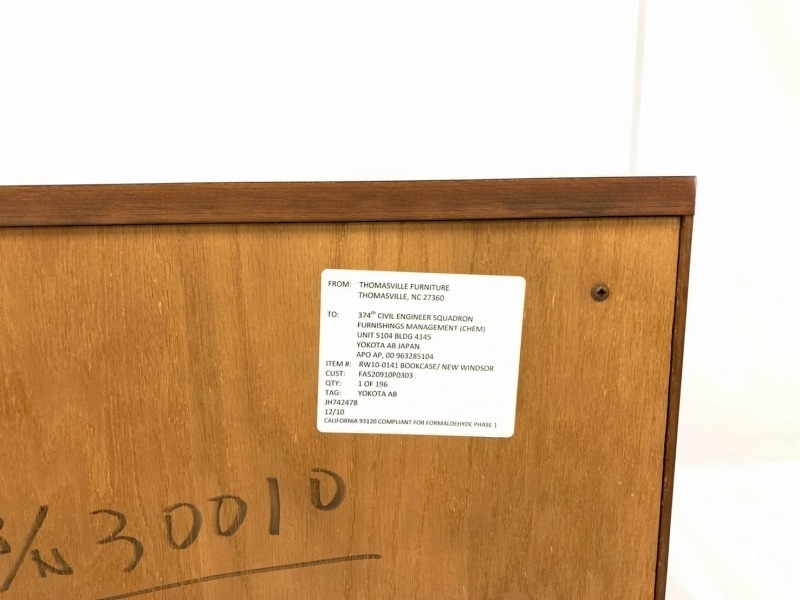 FROM: THOMASVILLE FURNITURE
THOMASVILLE, NC 27360
TO: 374th CIVIL ENGINEER SQUADRON
FURNISHINGS MANAGEMENT (CHEM)
UNIT 5104 BLDG 4145
YOKOTA AB JAPAN
APO AP, 00 963285104
ITEM #: RW10-0141 BOOKCASE/ NEW WINDSOR
CUST: FA520910P0303
QTY: 1 OF 196
TAG: YOKOTA AB
JH742478
12/10
CALIFORNIA 93120 COMPLIANT FOR FORMALDEHYDE PHASE 1
/N 30010